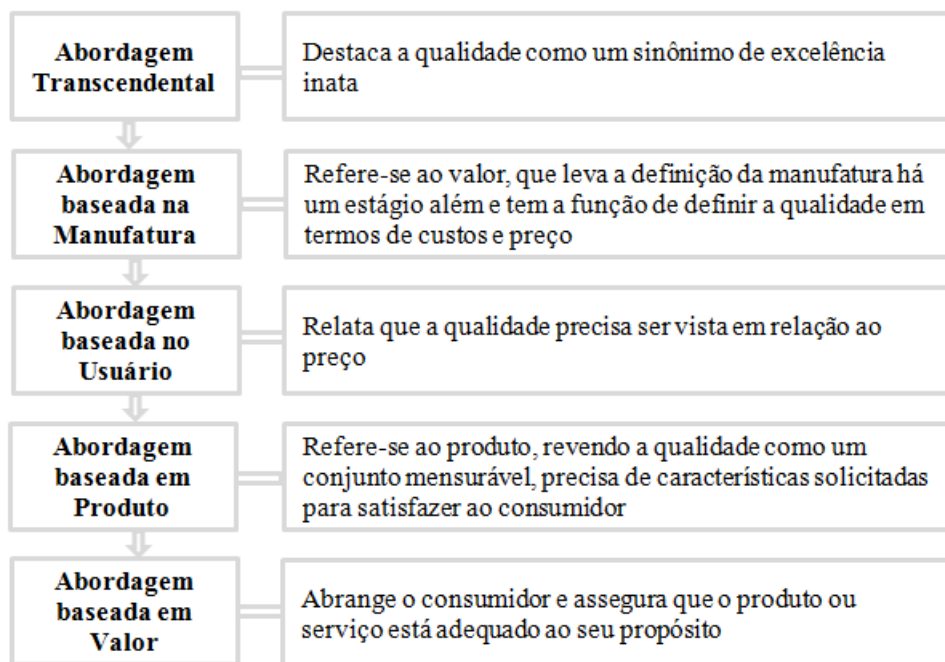 Abordagem
Transcendental
Destaca a qualidade como um sinônimo de excelência
inata
Abordagem
baseada na
Manufatura
Refere-se ao valor, que leva a definição da manufatura há
um estágio além e tem a função de definir a qualidade em
termos de custos e preço
Abordagem
baseada no
Usuário
Relata que a qualidade precisa ser vista em relação ao
preço
Abordagem
baseada em
Produto
Refere-se ao produto, revendo a qualidade como um
conjunto mensurável, precisa de características solicitadas
para satisfazer ao consumidor
Abordagem
baseada em
Valor
Abrange o consumidor e assegura que o produto ou
serviço está adequado ao seu propósito